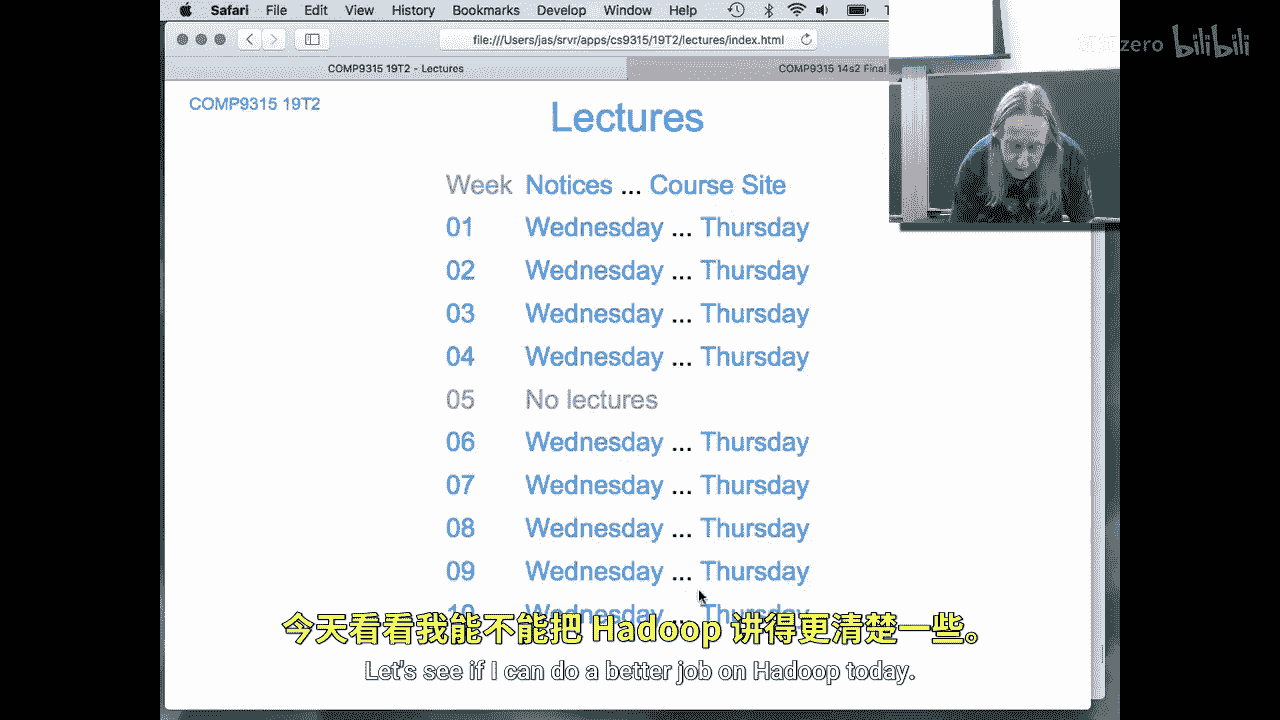 Safari File Edit View History Bookmarks Develop Window Help
file:///Users/jas/srvr/apps/cs9315/19T2/lectures/index.html
zero bilibili
COMP9315 19T2 - Lectures
COMP9315 14s2 Final
COMP9315 19T2
Lectures
Week Notices ... Course Site
01 Wednesday ... Thursday
02 Wednesday ... Thursday
03 Wednesday ... Thursday
04 Wednesday ... Thursday
05 No lectures
06 Wednesday ... Thursday
07 Wednesday ... Thursday
08 Wednesday ... Thursday
09 Wednesday ... Thursday
10 Wednesday ... Thursday
今天看看我能不能把 Hadoop 讲得更清楚一些。
Let's see if I can do a better job on Hadoop today.